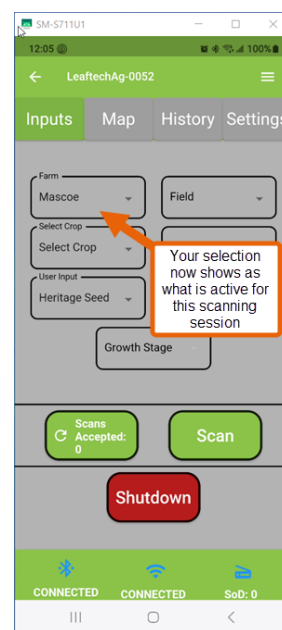 SM-S711U1
12:05
100%
LeaftechAg-0052
Inputs Map History Settings
Farm
Mascoe
Field
Select Crop
Select Crop
User Input
Heritage Seed
Your selection
now shows as
what is active for
this scanning
session
Growth Stage
Scans
Accepted:
0
Scan
Shutdown
CONNECTED
CONNECTED
SoD: 0